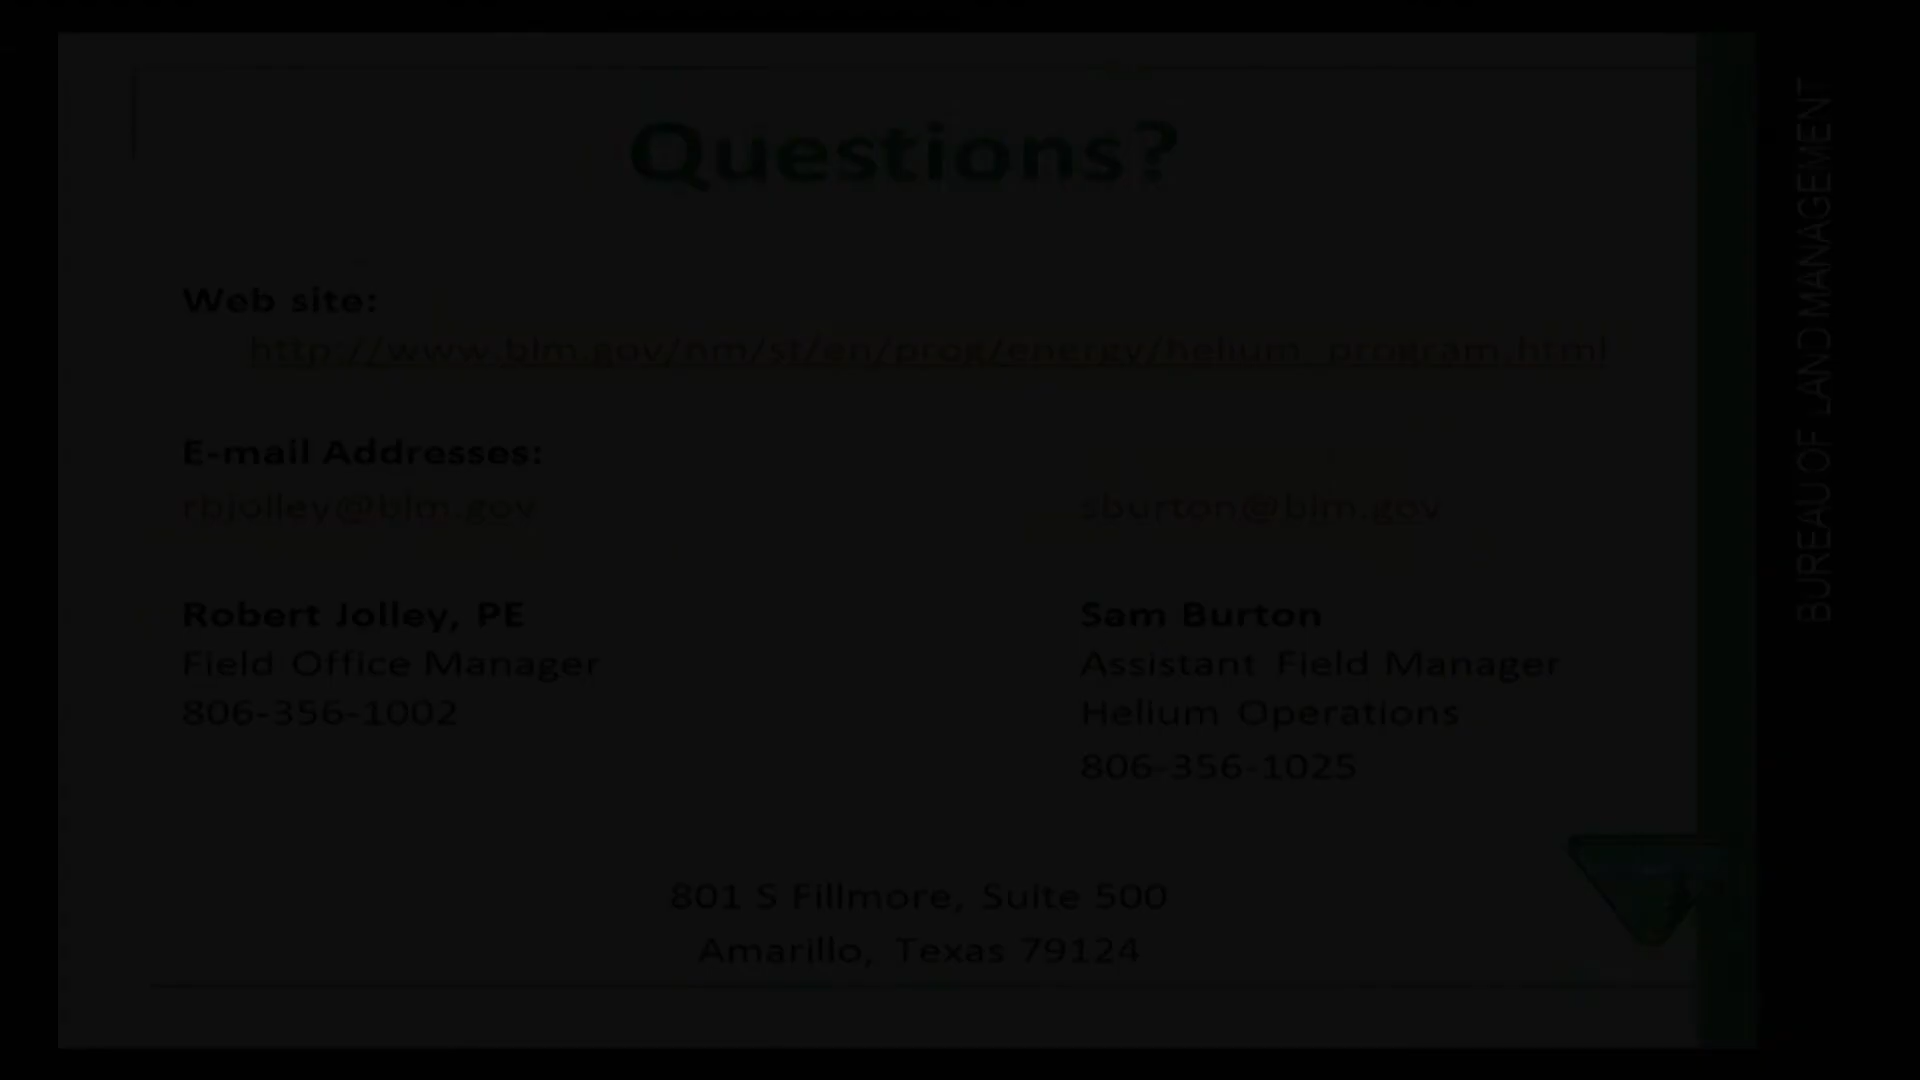 Questions?
Web site:
http://www.blm.gov/nm/st/en/prog/energy/helium_program.html
E-mail Addresses:
rbjolley@blm.gov
sburton@blm.gov
Robert Jolley, PE
Field Office Manager
806-356-1002
Sam Burton
Assistant Field Manager
Helium Operations
806-356-1025
801 S Fillmore, Suite 500
Amarillo, Texas 79124
BUREAU OF LAND MANAGEMENT